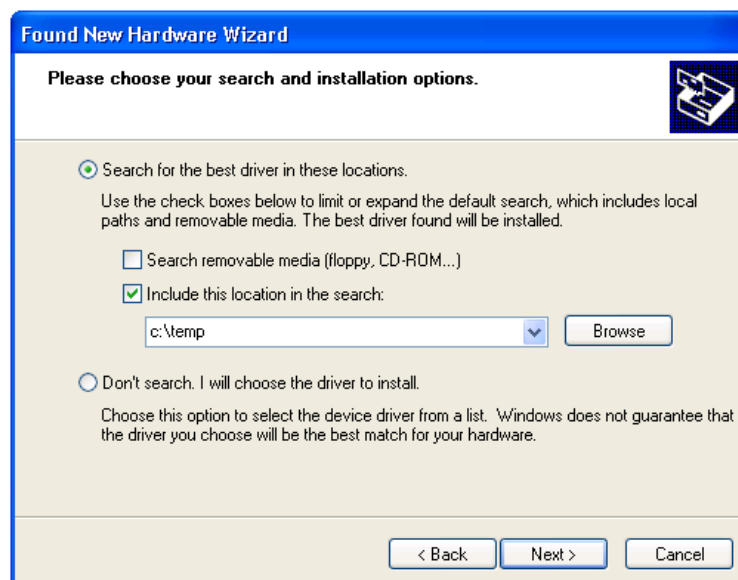 Found New Hardware Wizard
Please choose your search and installation options.
Search for the best driver in these locations.
Use the check boxes below to limit or expand the default search, which includes local
paths and removable media. The best driver found will be installed.
Search removable media (floppy, CD-ROM...)
Include this location in the search:
c:\temp
Browse
Don't search. I will choose the driver to install.
Choose this option to select the device driver from a list. Windows does not guarantee that
the driver you choose will be the best match for your hardware.
< Back Next > Cancel